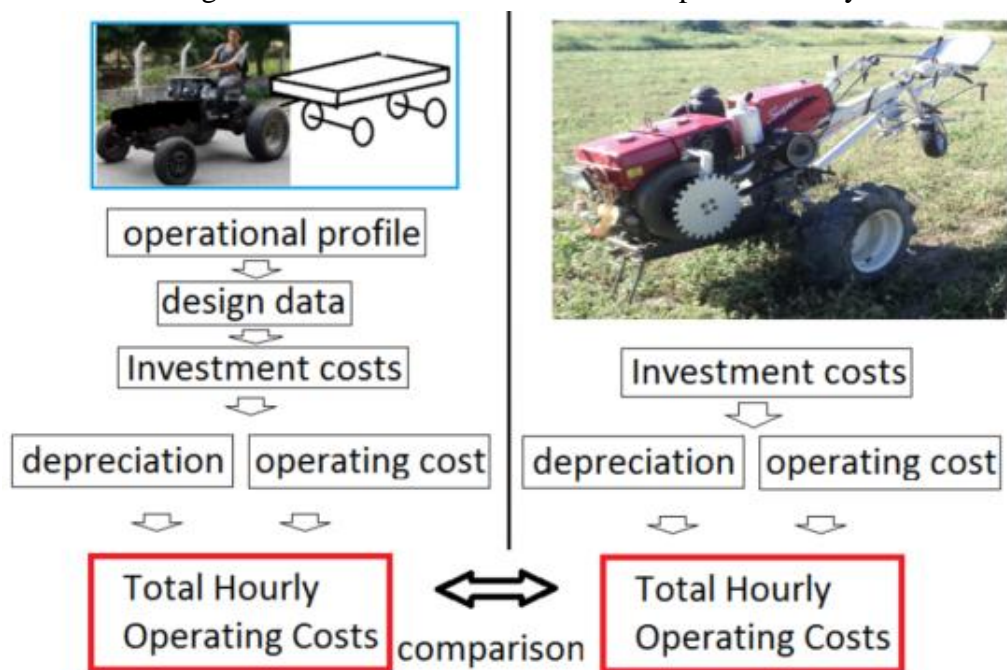 operational profile
design data
Investment costs
depreciation
operating cost
Total Hourly
Operating Costs
comparison
Investment costs
depreciation
operating cost
Total Hourly
Operating Costs